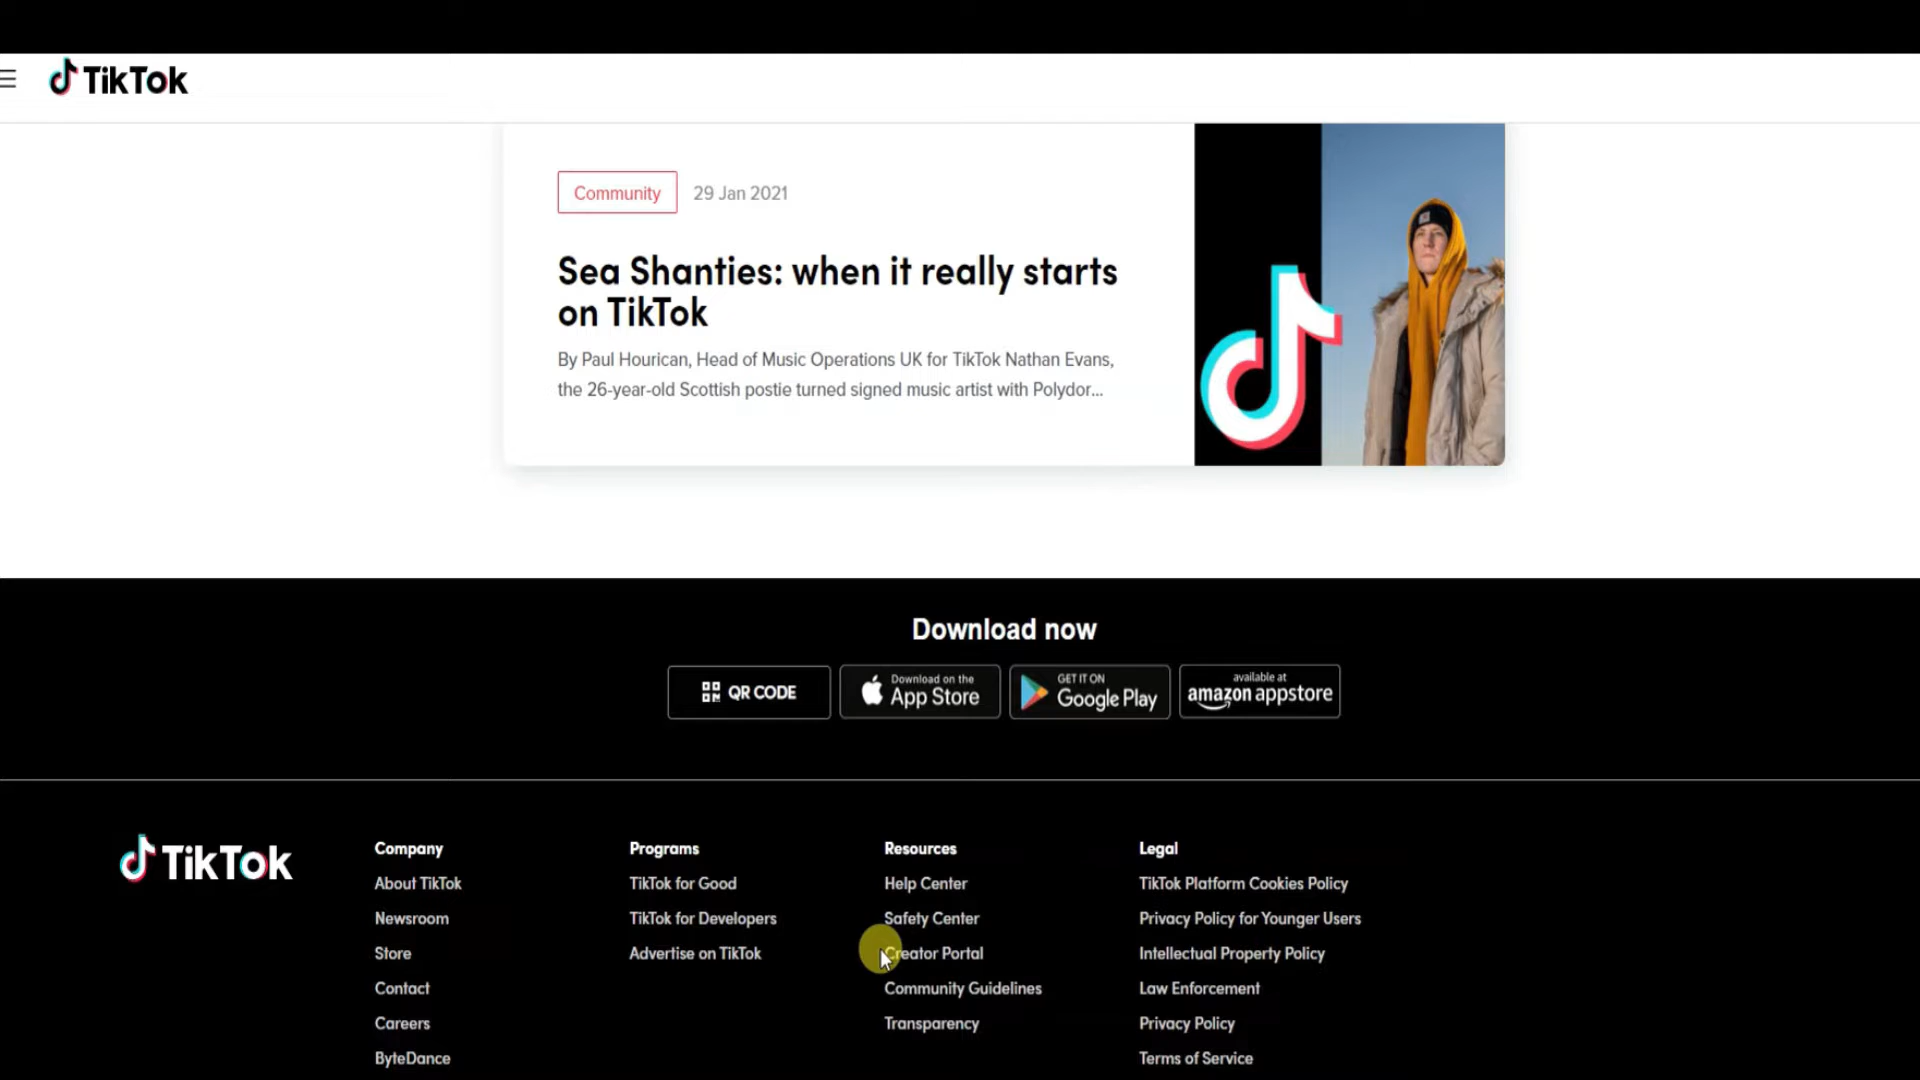 TikTok
Community 29 Jan 2021
Sea Shanties: when it really starts
on TikTok
By Paul Hourican, Head of Music Operations UK for TikTok Nathan Evans,
the 26-year-old Scottish postie turned signed music artist with Polydor...
Download now
QR CODE
Download on the
App Store
GET IT ON
Google Play
available at
amazon appstore
TikTok
Company
About TikTok
Newsroom
Store
Contact
Careers
ByteDance
Programs
TikTok for Good
TikTok for Developers
Advertise on TikTok
Resources
Help Center
Safety Center
Creator Portal
Community Guidelines
Transparency
Legal
TikTok Platform Cookies Policy
Privacy Policy for Younger Users
Intellectual Property Policy
Law Enforcement
Privacy Policy
Terms of Service